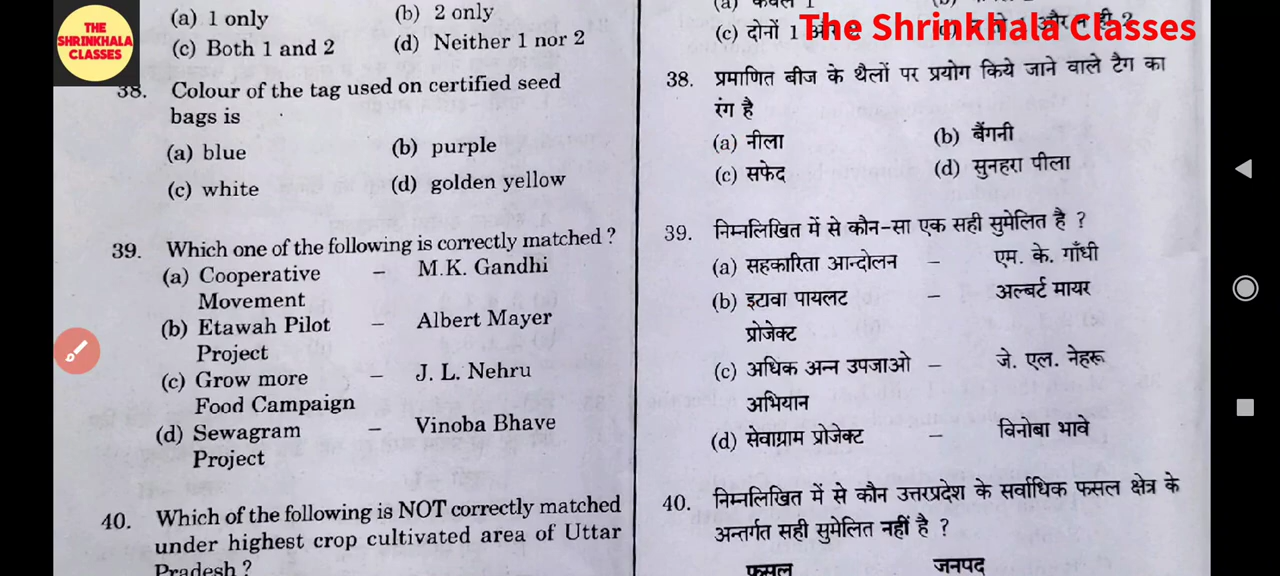 THE
SHRINKHALA
CLASSES
The Shrinkhala Classes
(a) 1 only (b) 2 only
(c) Both 1 and 2 (d) Neither 1 nor 2
38. Colour of the tag used on certified seed
bags is
(a) blue (b) purple
(c) white (d) golden yellow
39. Which one of the following is correctly matched ?
(a) Cooperative – M.K. Gandhi
Movement
(b) Etawah Pilot – Albert Mayer
Project
(c) Grow more – J. L. Nehru
Food Campaign
(d) Sewagram – Vinoba Bhave
Project
40. Which of the following is NOT correctly matched
under highest crop cultivated area of Uttar
Pradesh ?
(c) दोनों 1 और
38. प्रमाणित बीज के थैलों पर प्रयोग किये जाने वाले टैग का
रंग है
(a) नीला (b) बैंगनी
(c) सफेद (d) सुनहरा पीला
39. निम्नलिखित में से कौन-सा एक सही सुमेलित है ?
(a) सहकारिता आन्दोलन – एम. के. गाँधी
(b) इटावा पायलट – अल्बर्ट मायर
प्रोजेक्ट
(c) अधिक अन्न उपजाओ – जे. एल. नेहरू
अभियान
(d) सेवाग्राम प्रोजेक्ट – विनोबा भावे
40. निम्नलिखित में से कौन उत्तरप्रदेश के सर्वाधिक फसल क्षेत्र के
अन्तर्गत सही सुमेलित नहीं है ?
फसल जनपद